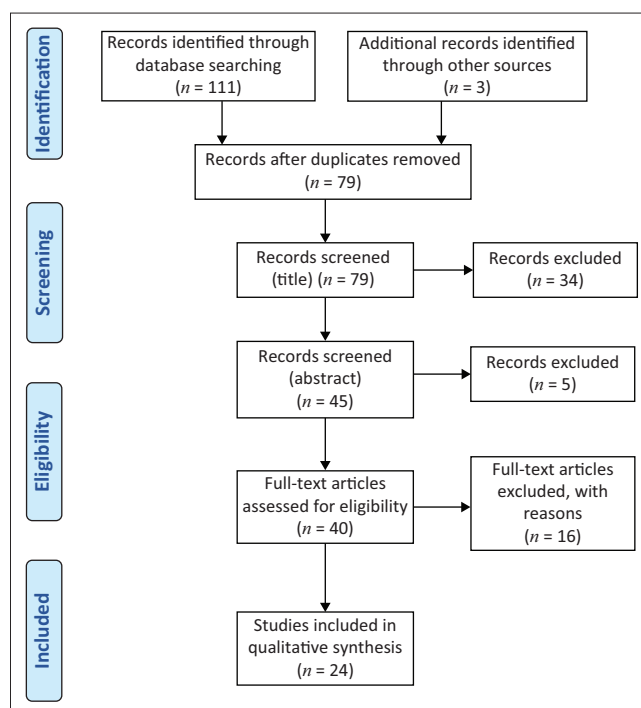 Identification
Records identified through
database searching
(n = 111)
Additional records identified
through other sources
(n = 3)
Records after duplicates removed
(n = 79)
Screening
Records screened
(title) (n = 79)
Records excluded
(n = 34)
Records screened
(abstract)
(n = 45)
Records excluded
(n = 5)
Eligibility
Full-text articles
assessed for eligibility
(n = 40)
Full-text articles
excluded, with
reasons
(n = 16)
Included
Studies included in
qualitative synthesis
(n = 24)